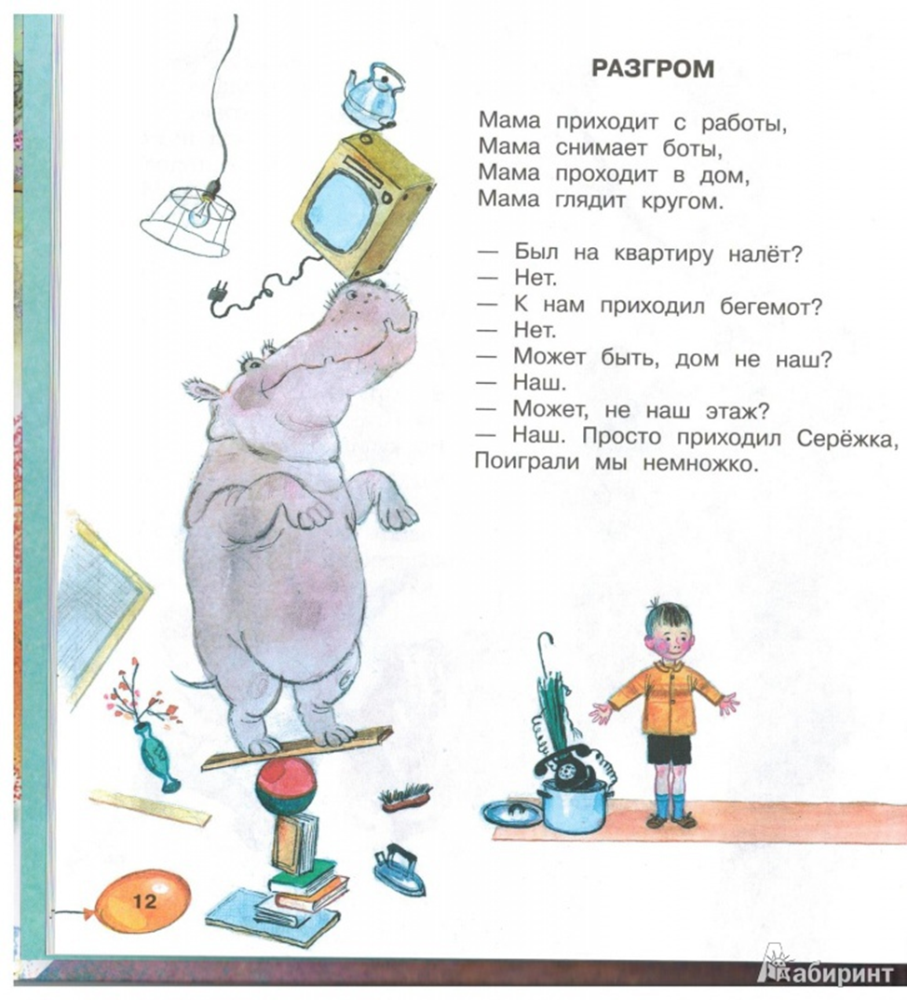 РАЗГРОМ
Мама приходит с работы,
Мама снимает боты,
Мама проходит в дом,
Мама глядит кругом.
— Был на квартиру налёт?
— Нет.
— К нам приходил бегемот?
— Нет.
— Может быть, дом не наш?
— Наш.
— Может, не наш этаж?
— Наш. Просто приходил Серёжка,
Поиграли мы немножко.
12
Лабиринт